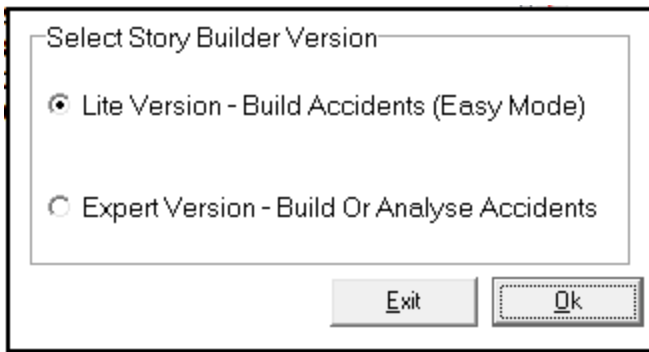 Select Story Builder Version
Lite Version - Build Accidents (Easy Mode)
Expert Version - Build Or Analyse Accidents
Exit
Ok